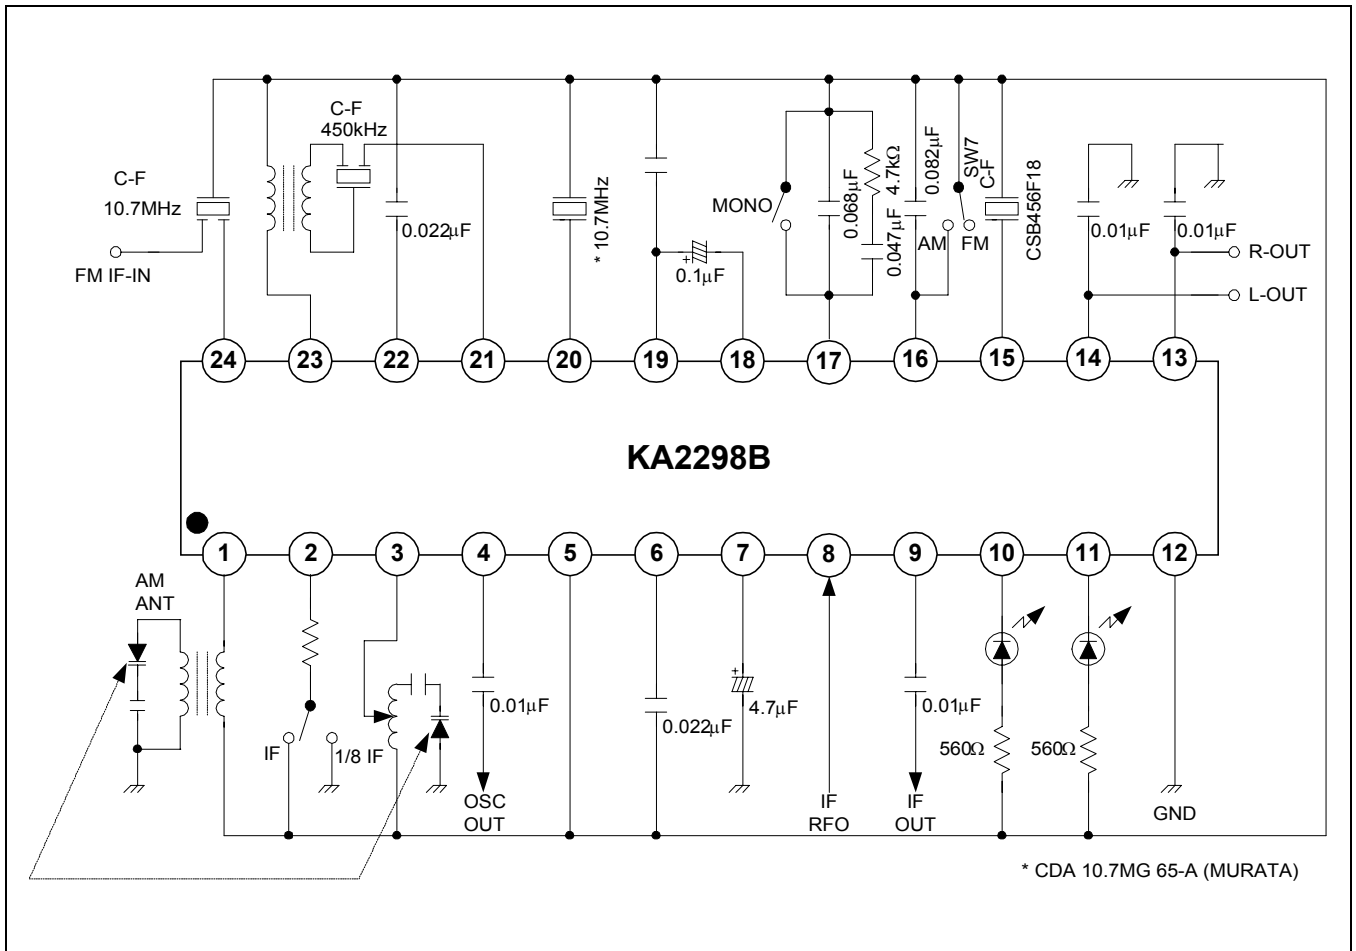 C-F
450kHz
C-F
10.7MHz
FM IF-IN
0.022µF
* 10.7MHz
0.1µF
MONO
0.068µF
4.7kΩ
0.047µF
0.082µF
AM
FM
SW7
C-F
CSB456F18
0.01µF
0.01µF
R-OUT
L-OUT
24
23
22
21
20
19
18
17
16
15
14
13
KA2298B
1
2
3
4
5
6
7
8
9
10
11
12
AM
ANT
IF
1/8 IF
0.01µF
OSC
OUT
0.022µF
+
4.7µF
IF
RFO
0.01µF
IF
OUT
560Ω
560Ω
GND
+
* CDA 10.7MG 65-A (MURATA)